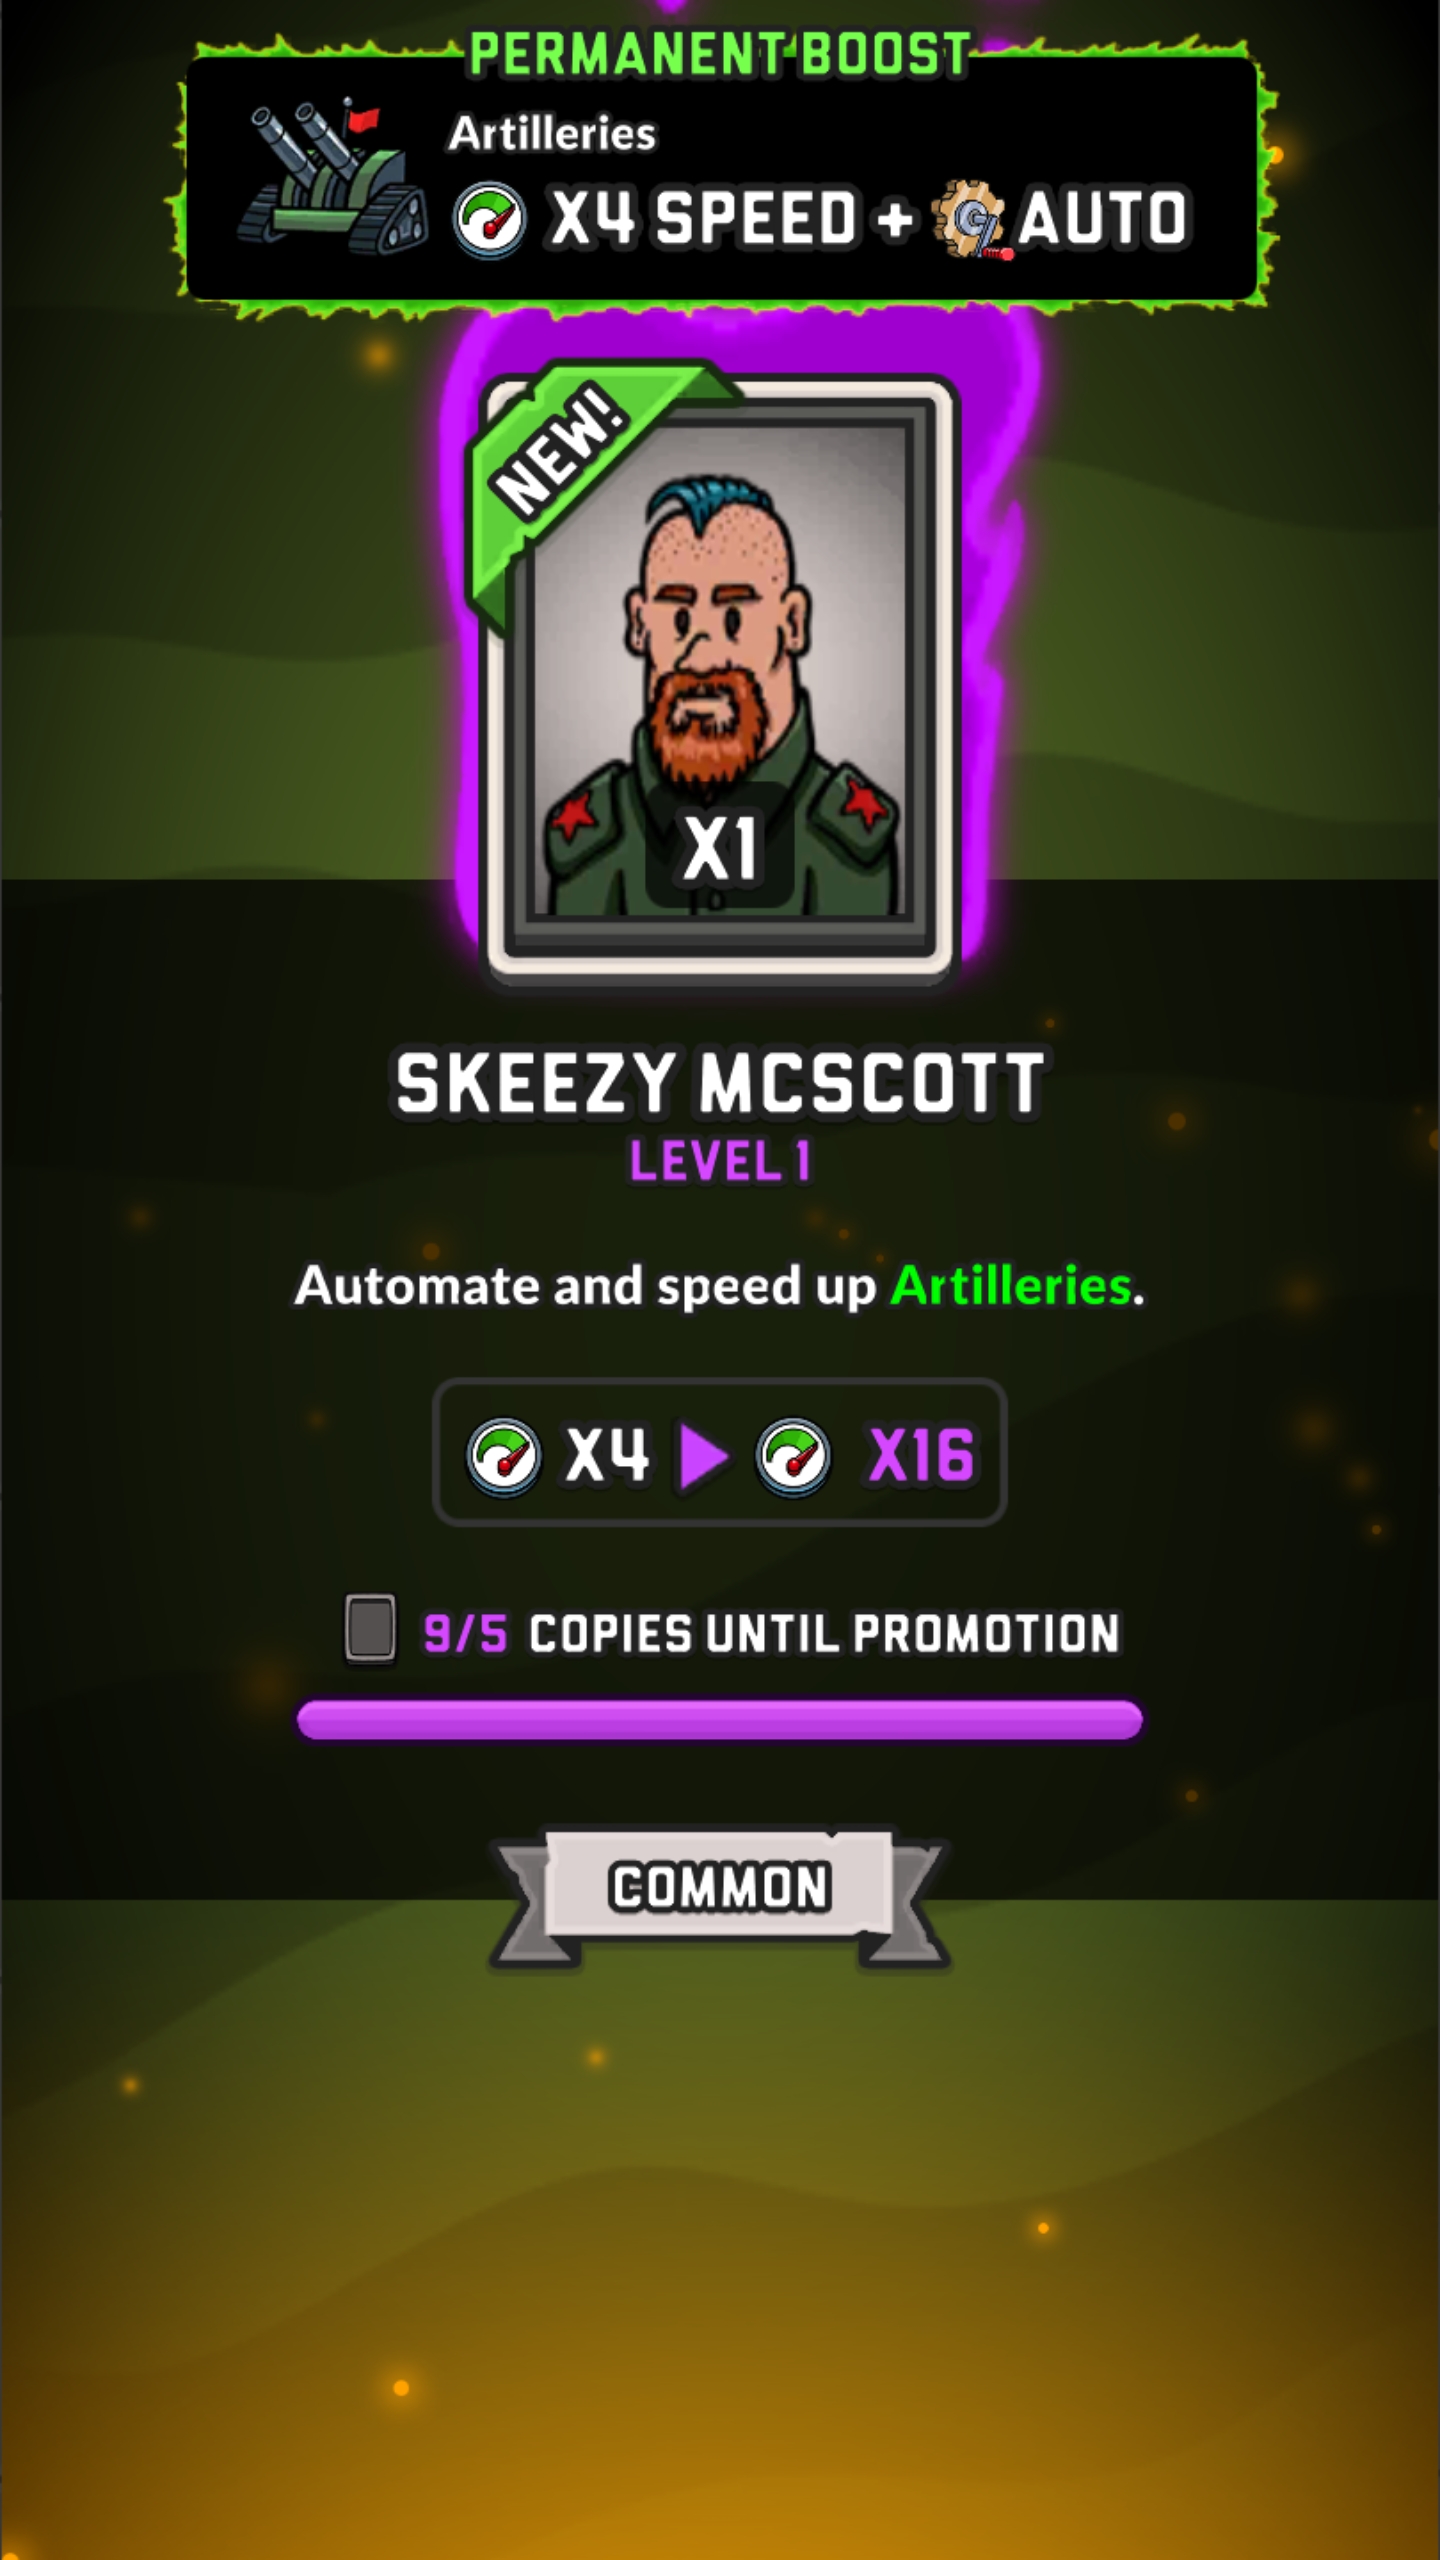 PERMANENT BOOST
Artilleries
X4 SPEED + AUTO
NEW!
X1
SKEEZY MCSCOTT
LEVEL 1
Automate and speed up Artilleries.
X4 X16
9/5 COPIES UNTIL PROMOTION
COMMON